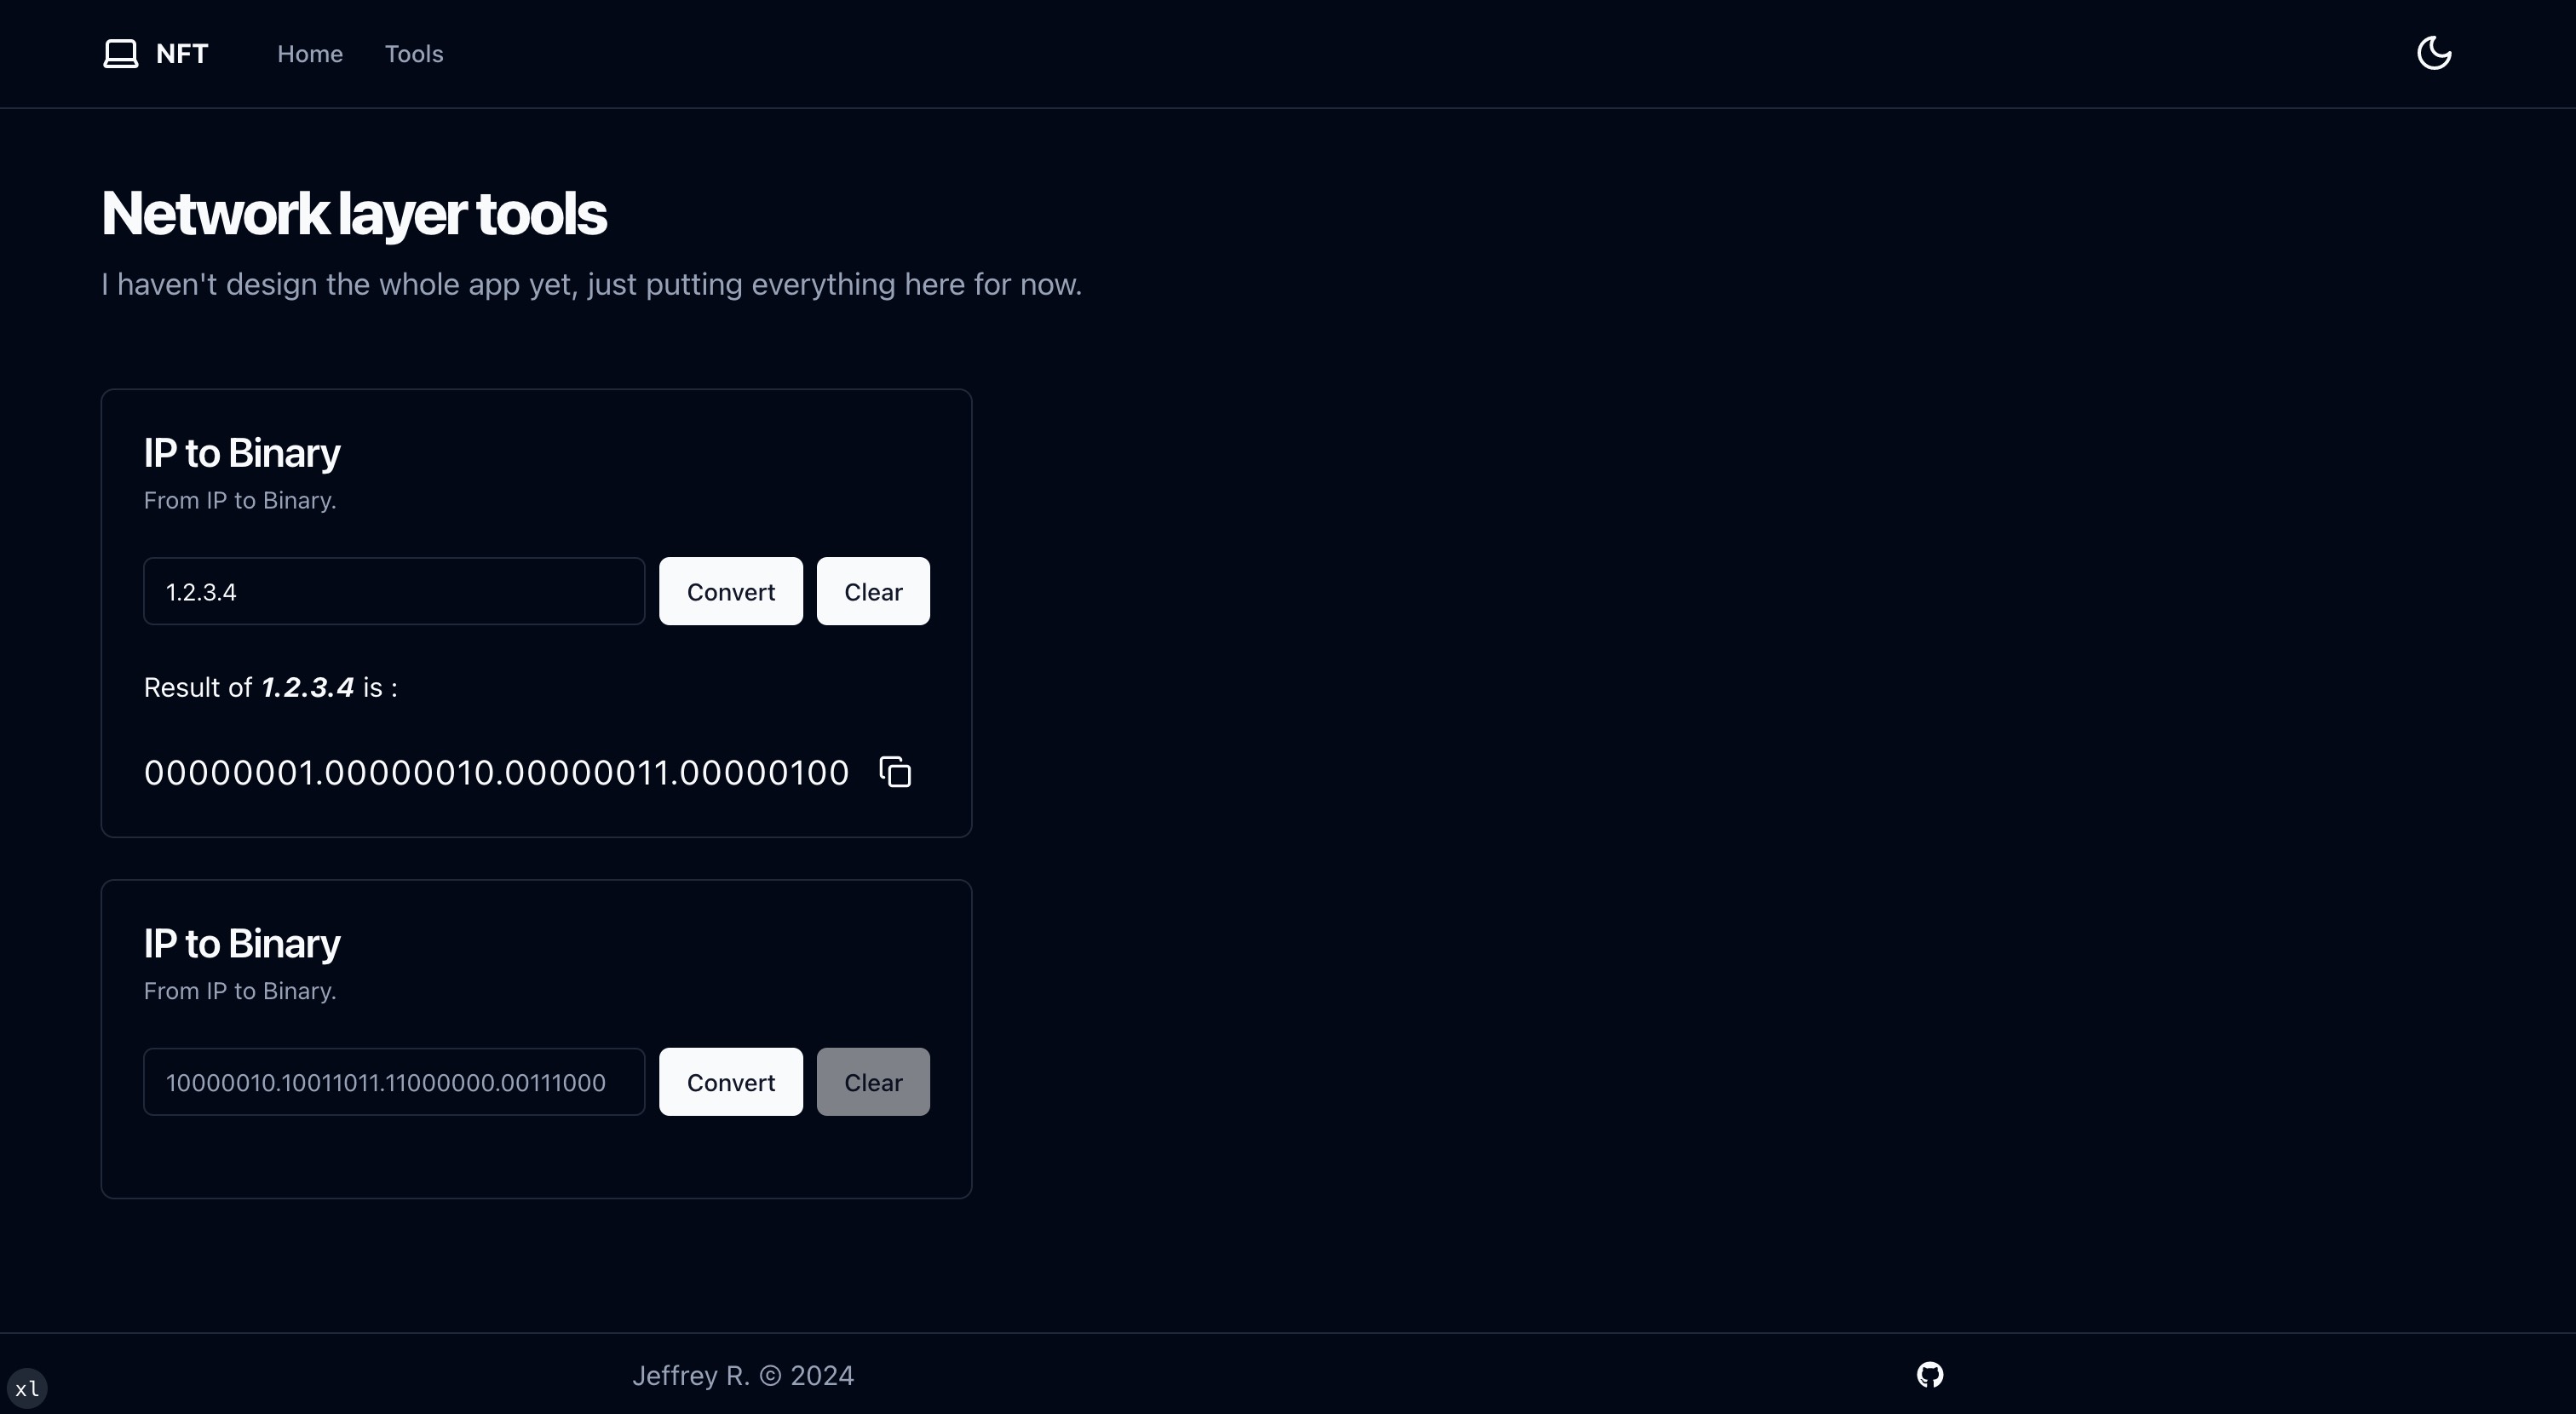 NFT Home Tools
Network layer tools
I haven't design the whole app yet, just putting everything here for now.
IP to Binary
From IP to Binary.
1.2.3.4 Convert Clear
Result of 1.2.3.4 is :
00000001.00000010.00000011.00000100
IP to Binary
From IP to Binary.
10000010.10011011.11000000.00111000 Convert Clear
Jeffrey R. © 2024
xl